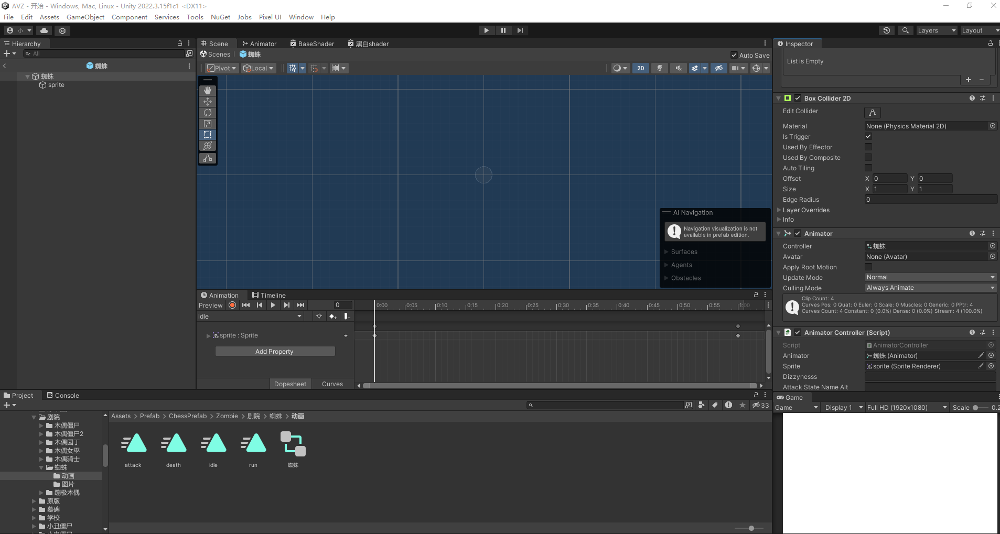 AVZ - 开始 - Windows, Mac, Linux - Unity 2022.3.15f1c1 <DX11>
File Edit Assets GameObject Component Services Tools NuGet Jobs Pixel UI Window Help
小 Layers Layout
Hierarchy
All
蜘蛛
蜘蛛
sprite
Scene Animator BaseShader 黑白shader
Scenes 蜘蛛 Auto Save
Pivot Local 2D
AI Navigation
Navigation visualization is not
available in prefab edition.
Surfaces
Agents
Obstacles
Animation Timeline
Preview 0
0:00 0:05 0:10 0:15 0:20 0:25 0:30 0:35 0:40 0:45 0:50 0:55 1:00
idle
sprite : Sprite
Add Property
Dopesheet Curves
Project Console
33
剧院
木偶僵尸
木偶僵尸2
木偶园丁
木偶女巫
木偶骑士
蜘蛛
动画
图片
蹦极木偶
原版
墓碑
学校
小丑僵尸
Assets > Prefab > ChessPrefab > Zombie > 剧院 > 蜘蛛 > 动画
attack death idle run 蜘蛛
Inspector
List is Empty
Box Collider 2D
Edit Collider
Material None (Physics Material 2D)
Is Trigger
Used By Effector
Used By Composite
Auto Tiling
Offset X 0 Y 0
Size X 1 Y 1
Edge Radius 0
Layer Overrides
Info
Animator
Controller 蜘蛛
Avatar None (Avatar)
Apply Root Motion
Update Mode Normal
Culling Mode Always Animate
Clip Count: 4
Curves Pos: 0 Quat: 0 Euler: 0 Scale: 0 Muscles: 0 Generic: 0 PPtr: 4
Curves Count: 4 Constant: 0 (0.0%) Dense: 0 (0.0%) Stream: 4 (100.0%)
Animator Controller (Script)
Script AnimatorController
Animator 蜘蛛 (Animator)
Sprite sprite (Sprite Renderer)
Dizzynesss
Attack State Name Alt
Game
Game Display 1 Full HD (1920x1080) Scale 0.2